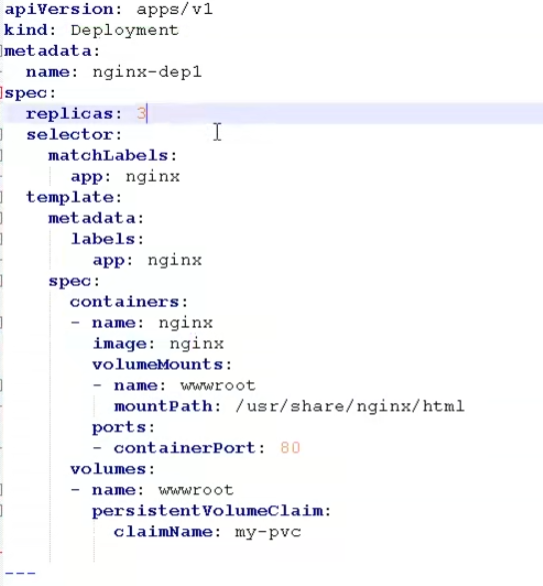 apiVersion: apps/v1
kind: Deployment
metadata:
  name: nginx-dep1
spec:
  replicas: 3
  selector:
    matchLabels:
      app: nginx
  template:
    metadata:
      labels:
        app: nginx
    spec:
      containers:
      - name: nginx
        image: nginx
        volumeMounts:
        - name: wwwroot
          mountPath: /usr/share/nginx/html
        ports:
        - containerPort: 80
      volumes:
      - name: wwwroot
        persistentVolumeClaim:
          claimName: my-pvc
---